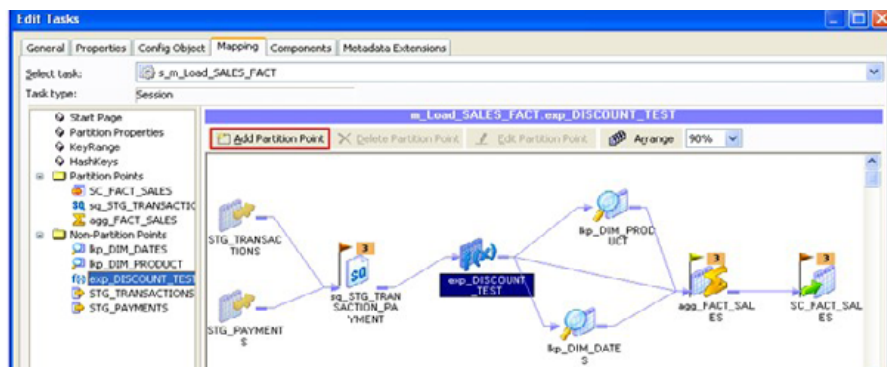 Edit Tasks
General Properties Config Object Mapping Components Metadata Extensions
Select task: s_m_Load_SALES_FACT
Task type: Session
Start Page
Partition Properties
KeyRange
HashKeys
Partition Points
SC_FACT_SALES
SQ sq_STG_TRANSACTIO
agg_FACT_SALES
Non-Partition Points
lkp_DIM_DATES
lkp_DIM_PRODUCT
f(x) exp_DISCOUNT_TEST
STG_TRANSACTIONS
STG_PAYMENTS
m_Load_SALES_FACT.exp_DISCOUNT_TEST
Add Partition Point Delete Partition Point Edit Partition Point Arrange 90%
STG_TRANSAC
TIONS
STG_PAYMENT
S
3
SQ
sq_STG_TRAN
SACTION_PA
YMENT
f(x)
exp_DISCOUNT
_TEST
lkp_DIM_PROD
UCT
lkp_DIM_DATE
S
3
agg_FACT_SAL
ES
3
SC_FACT_SAL
ES